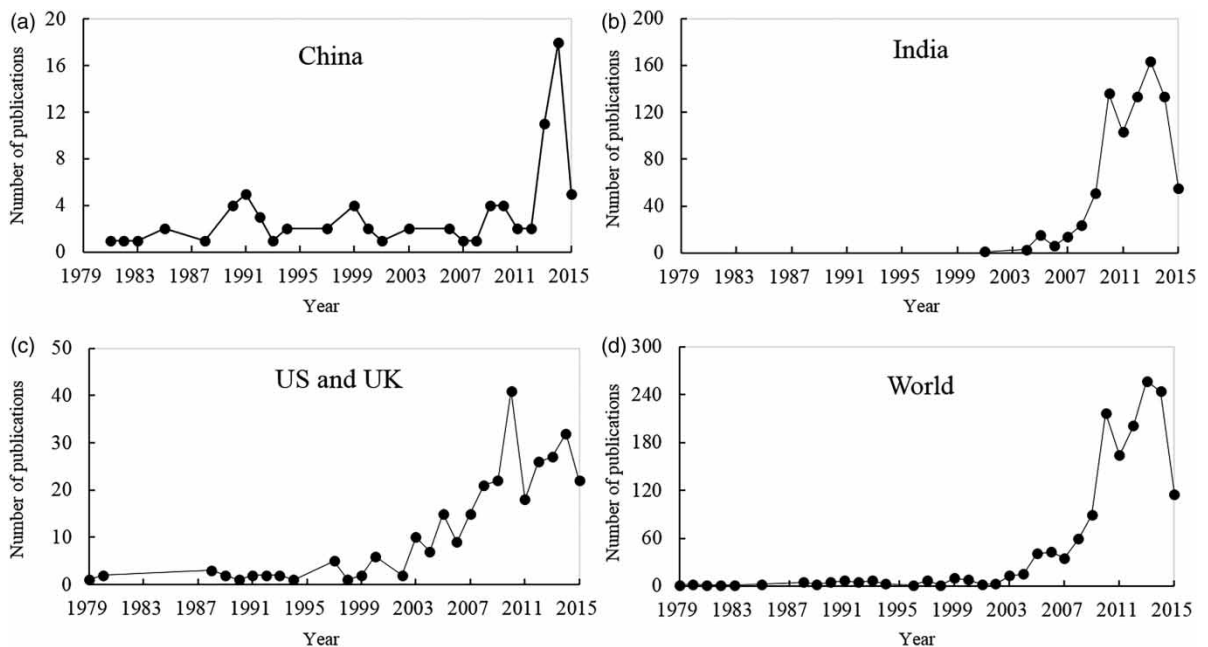 (a)
China
Number of publications
20
16
12
8
4
0
1979 1983 1987 1991 1995 1999 2003 2007 2011 2015
Year
(b)
India
Number of publications
200
160
120
80
40
0
1979 1983 1987 1991 1995 1999 2003 2007 2011 2015
Year
(c)
US and UK
Number of publications
50
40
30
20
10
0
1979 1983 1987 1991 1995 1999 2003 2007 2011 2015
Year
(d)
World
Number of publications
300
240
180
120
60
0
1979 1983 1987 1991 1995 1999 2003 2007 2011 2015
Year